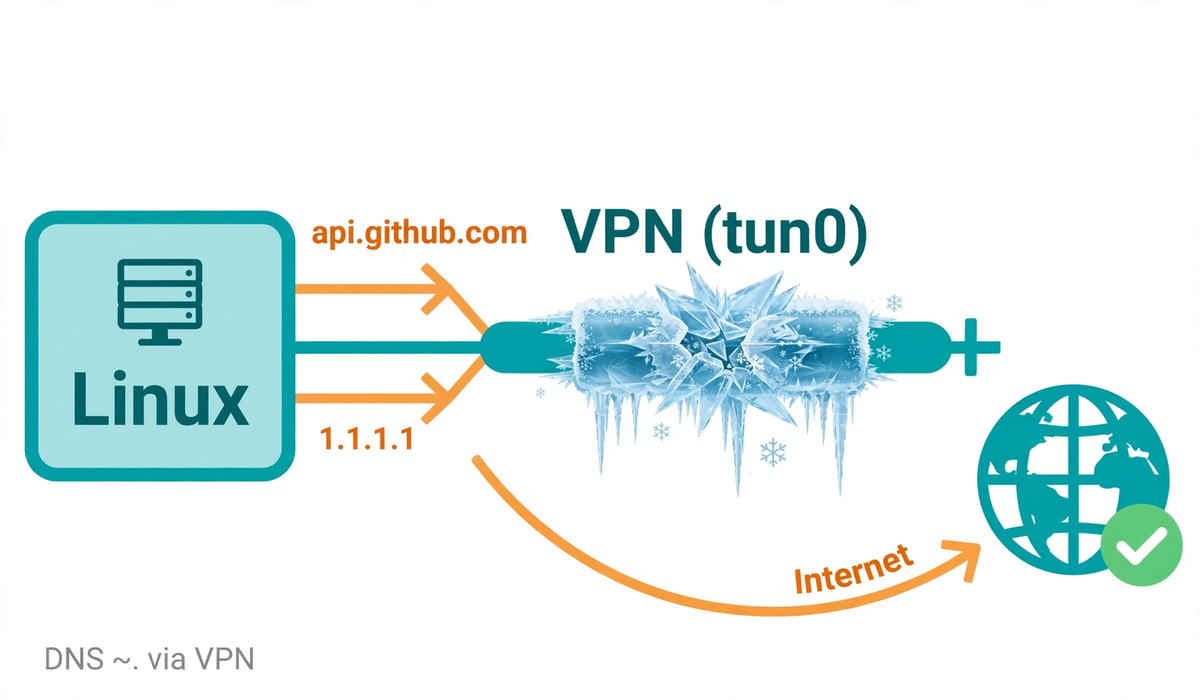 api.github.com
VPN (tun0)
Linux
1.1.1.1
Internet
DNS ~. via VPN